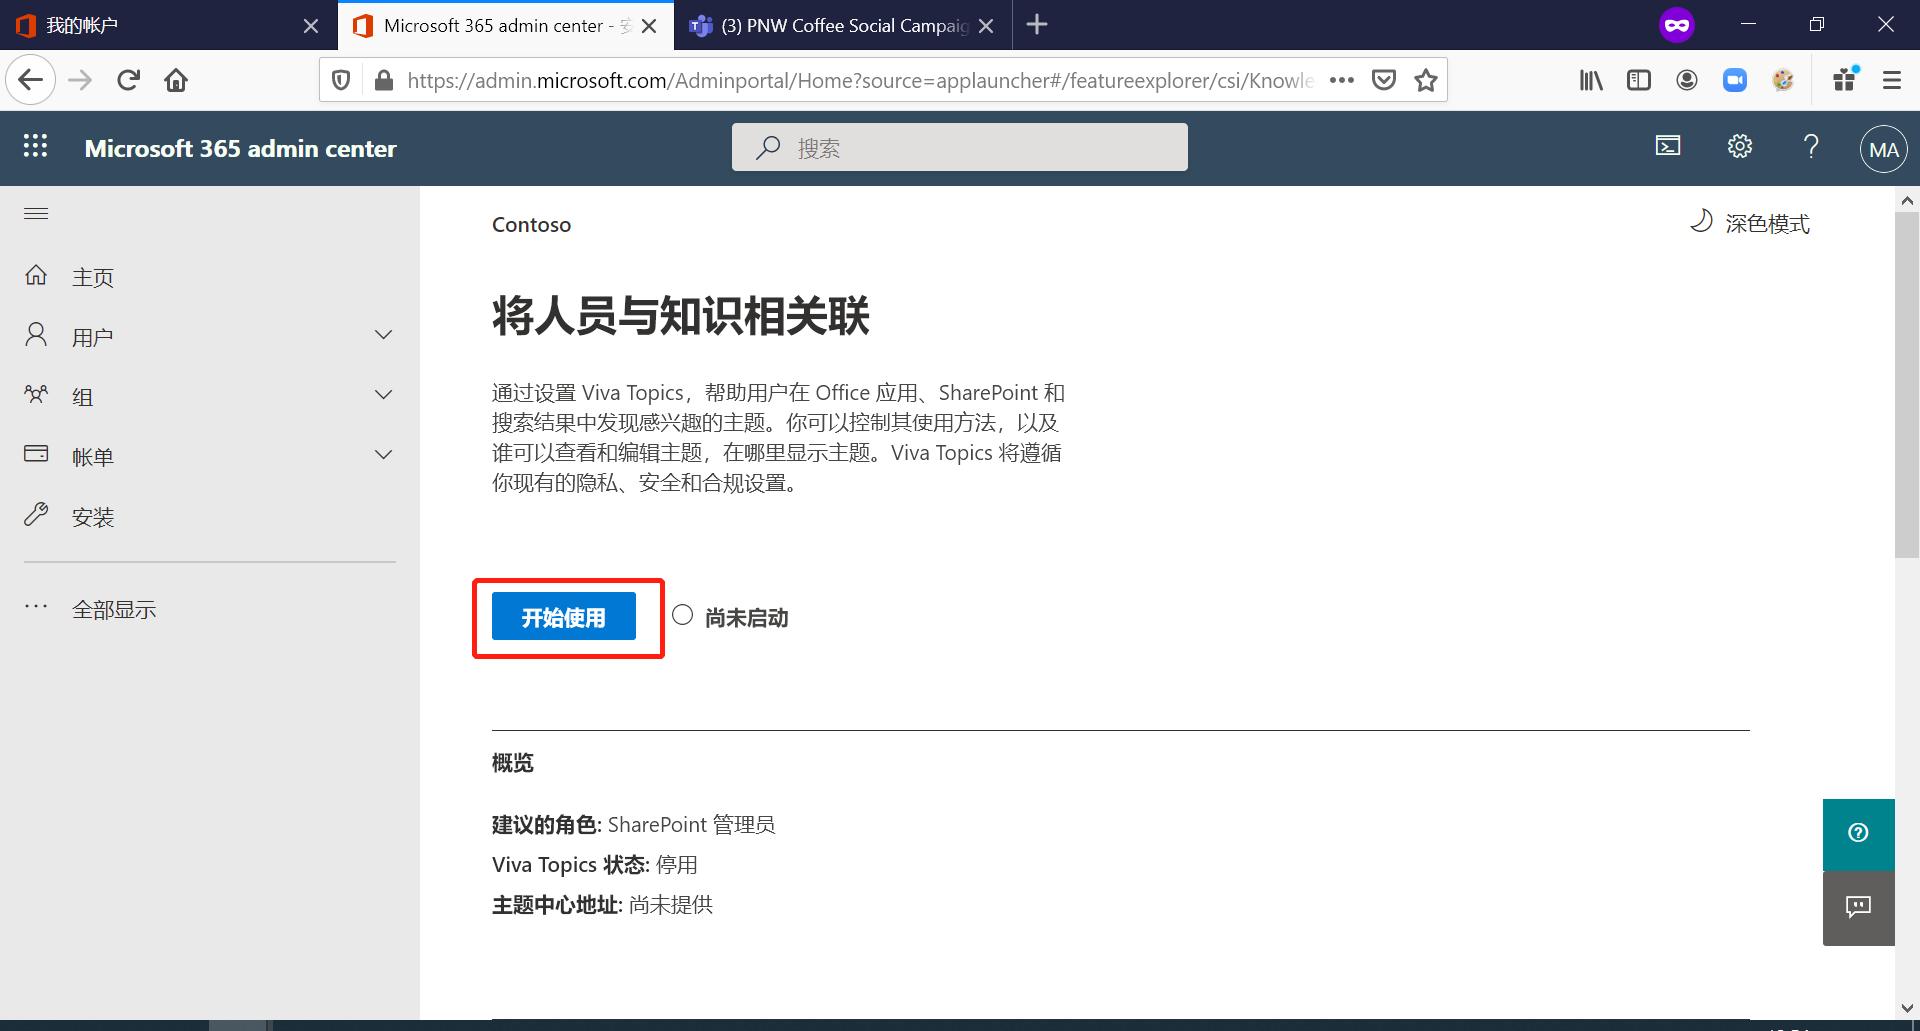 我的帐户
Microsoft 365 admin center - 安
(3) PNW Coffee Social Campaig
https://admin.microsoft.com/Adminportal/Home?source=applauncher#/featureexplorer/csi/Knowle
Microsoft 365 admin center
搜索
MA
主页
用户
组
帐单
安装
全部显示
Contoso
深色模式
将人员与知识相关联
通过设置 Viva Topics，帮助用户在 Office 应用、SharePoint 和
搜索结果中发现感兴趣的主题。你可以控制其使用方法，以及
谁可以查看和编辑主题，在哪里显示主题。Viva Topics 将遵循
你现有的隐私、安全和合规设置。
开始使用
尚未启动
概览
建议的角色: SharePoint 管理员
Viva Topics 状态: 停用
主题中心地址: 尚未提供